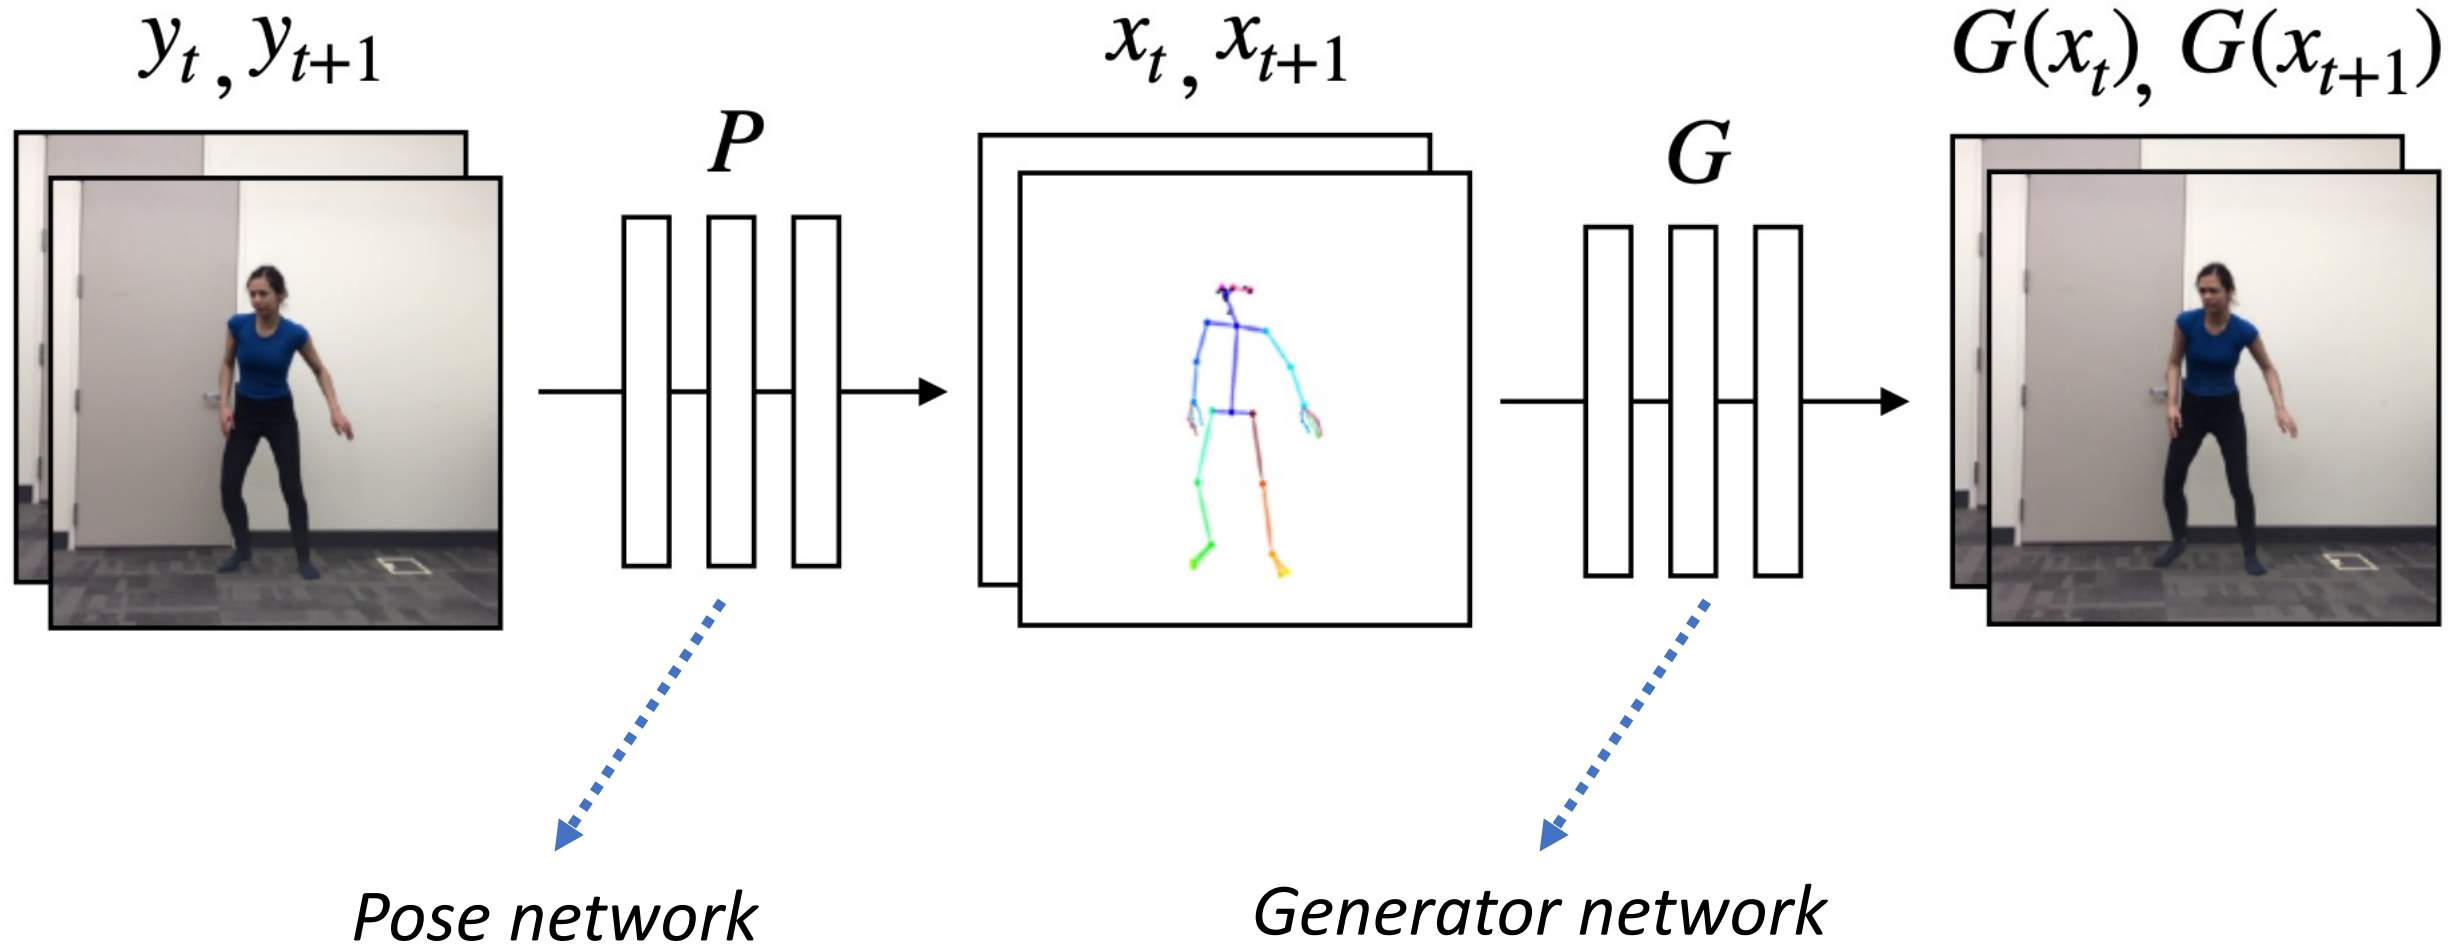 y_t, y_{t+1}
x_t, x_{t+1}
G(x_t), G(x_{t+1})
P
G
Pose network
Generator network